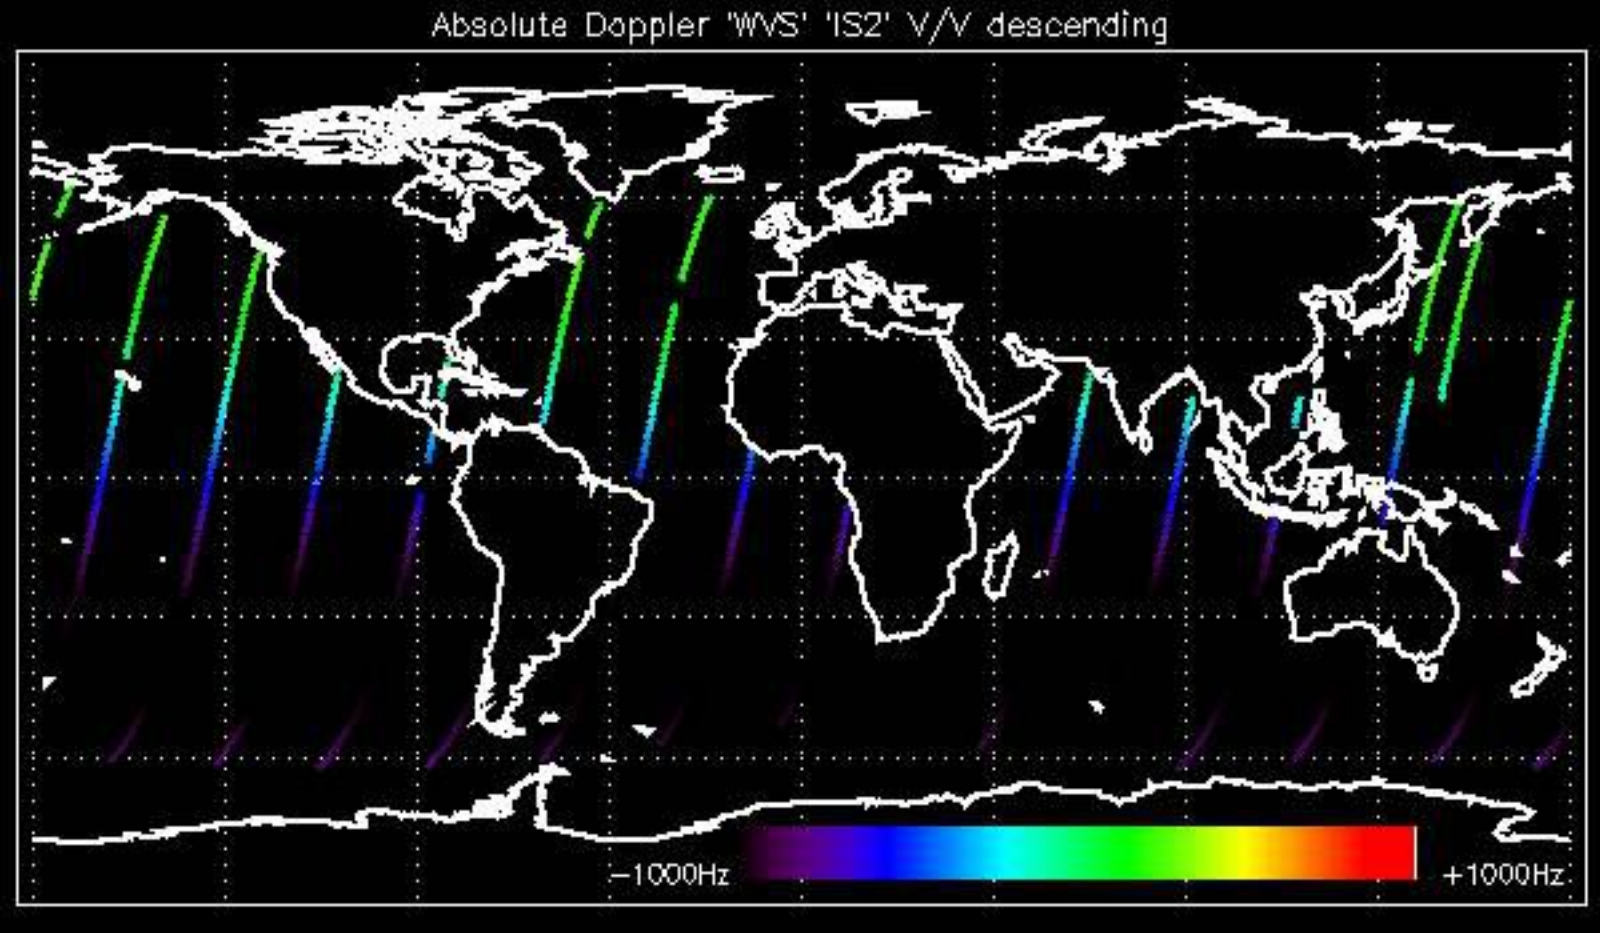 Absolute Doppler 'WVS' 'IS2' V/V descending
−1000Hz
+1000Hz